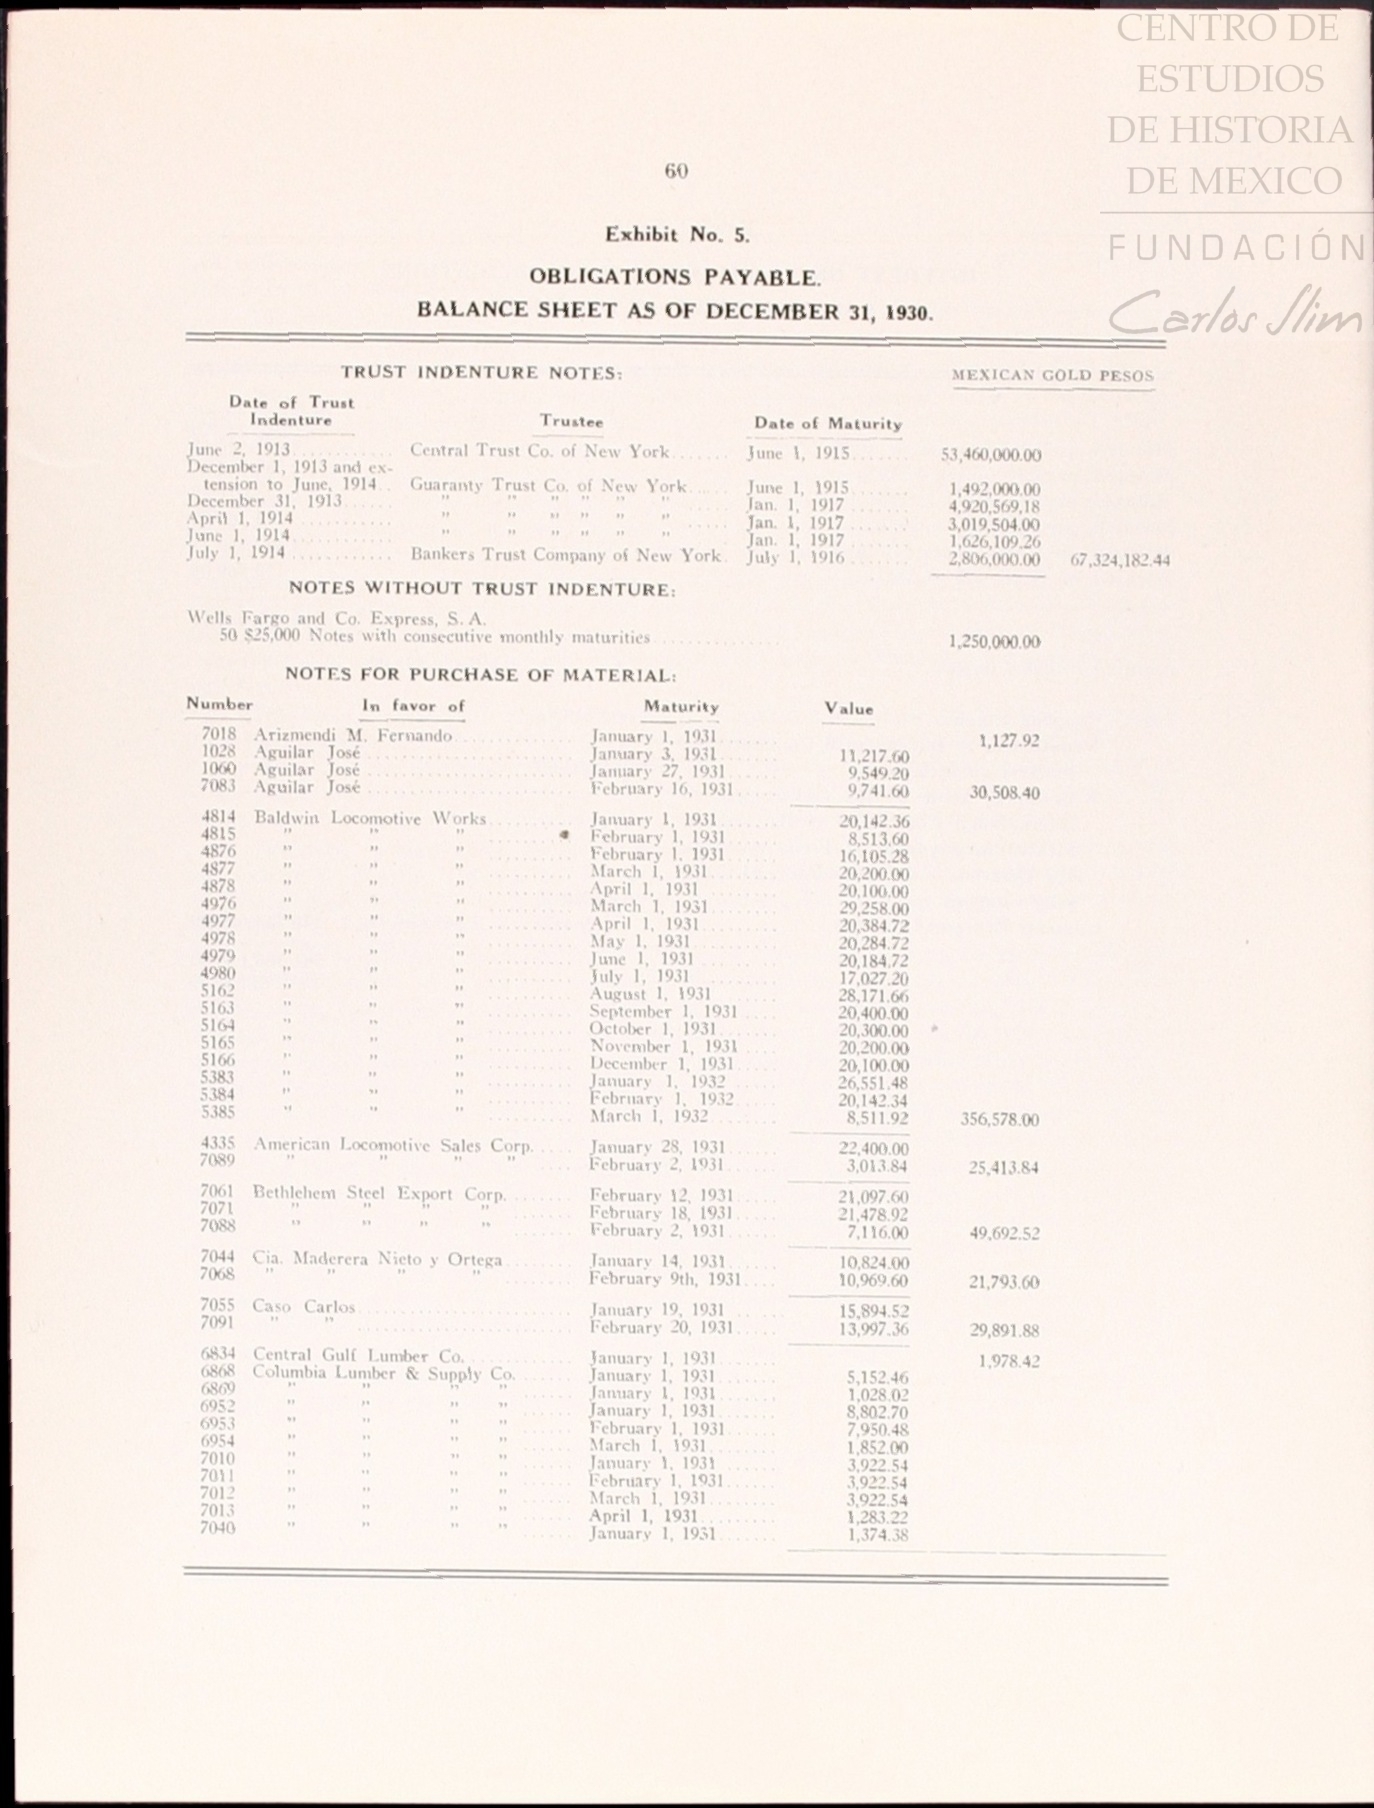 CENTRO DE
ESTUDIOS
DE HISTORIA
DE MEXICO
FUNDACIÓN
Carlos Slim
60
Exhibit No. 5.
OBLIGATIONS PAYABLE.
BALANCE SHEET AS OF DECEMBER 31, 1930.
TRUST INDENTURE NOTES: MEXICAN GOLD PESOS
Date of Trust
Indenture Trustee Date of Maturity
June 2, 1913 Central Trust Co. of New York June 1, 1915 53,460,000.00
December 1, 1913 and ex-
tension to June, 1914 Guaranty Trust Co. of New York June 1, 1915 1,492,000.00
December 31, 1913 " " " " " " Jan. 1, 1917 4,920,569.18
April 1, 1914 " " " " " " Jan. 1, 1917 3,019,504.00
June 1, 1914 " " " " " " Jan. 1, 1917 1,626,109.26
July 1, 1914 Bankers Trust Company of New York July 1, 1916 2,806,000.00 67,324,182.44
NOTES WITHOUT TRUST INDENTURE:
Wells Fargo and Co. Express, S. A.
50 $25,000 Notes with consecutive monthly maturities 1,250,000.00
NOTES FOR PURCHASE OF MATERIAL:
Number In favor of Maturity Value
7018 Arizmendi M. Fernando January 1, 1931 1,127.92
1028 Aguilar José January 3, 1931 11,217.60
1060 Aguilar José January 27, 1931 9,549.20
7083 Aguilar José February 16, 1931 9,741.60 30,508.40
4814 Baldwin Locomotive Works January 1, 1931 20,142.36
4815 " " " February 1, 1931 8,513.60
4876 " " " February 1, 1931 16,105.28
4877 " " " March 1, 1931 20,200.00
4878 " " " April 1, 1931 20,100.00
4976 " " " March 1, 1931 29,258.00
4977 " " " April 1, 1931 20,384.72
4978 " " " May 1, 1931 20,284.72
4979 " " " June 1, 1931 20,184.72
4980 " " " July 1, 1931 17,027.20
5162 " " " August 1, 1931 28,171.66
5163 " " " September 1, 1931 20,400.00
5164 " " " October 1, 1931 20,300.00
5165 " " " November 1, 1931 20,200.00
5166 " " " December 1, 1931 20,100.00
5383 " " " January 1, 1932 26,551.48
5384 " " " February 1, 1932 20,142.34
5385 " " " March 1, 1932 8,511.92 356,578.00
4335 American Locomotive Sales Corp. January 28, 1931 22,400.00
7089 " " " " February 2, 1931 3,013.84 25,413.84
7061 Bethlehem Steel Export Corp. February 12, 1931 21,097.60
7071 " " " " February 18, 1931 21,478.92
7088 " " " " February 2, 1931 7,116.00 49,692.52
7044 Cia. Maderera Nieto y Ortega January 14, 1931 10,824.00
7068 " " " " February 9th, 1931 10,969.60 21,793.60
7055 Caso Carlos January 19, 1931 15,894.52
7091 " " February 20, 1931 13,997.36 29,891.88
6834 Central Gulf Lumber Co. January 1, 1931 1,978.42
6868 Columbia Lumber & Supply Co. January 1, 1931 5,152.46
6869 " " " " January 1, 1931 1,028.02
6952 " " " " January 1, 1931 8,802.70
6953 " " " " February 1, 1931 7,950.48
6954 " " " " March 1, 1931 1,852.00
7010 " " " " January 1, 1931 3,922.54
7011 " " " " February 1, 1931 3,922.54
7012 " " " " March 1, 1931 3,922.54
7013 " " " " April 1, 1931 1,283.22
7040 " " " " January 1, 1931 1,374.38